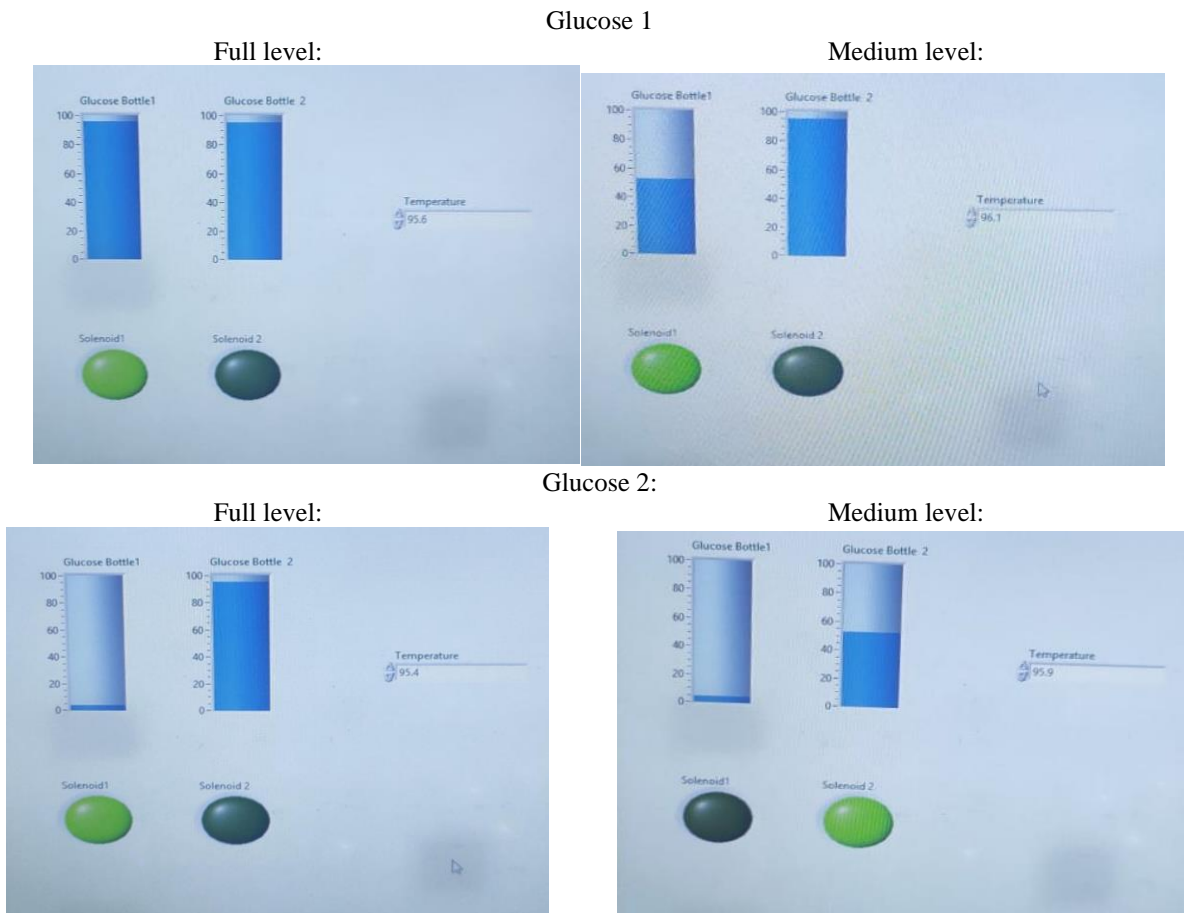 Glucose 1
Full level:
Medium level:
Glucose Bottle1
Glucose Bottle 2
100
80
60
40
20
0
100
80
60
40
20
0
Temperature
95.6
Solenoid1
Solenoid 2
Glucose Bottle1
Glucose Bottle 2
100
80
60
40
20
0
100
80
60
40
20
0
Temperature
96.1
Solenoid1
Solenoid 2
Glucose 2:
Full level:
Medium level:
Glucose Bottle1
Glucose Bottle 2
100
80
60
40
20
0
100
80
60
40
20
0
Temperature
95.4
Solenoid1
Solenoid 2
Glucose Bottle1
Glucose Bottle 2
100
80
60
40
20
0
100
80
60
40
20
0
Temperature
95.9
Solenoid1
Solenoid 2